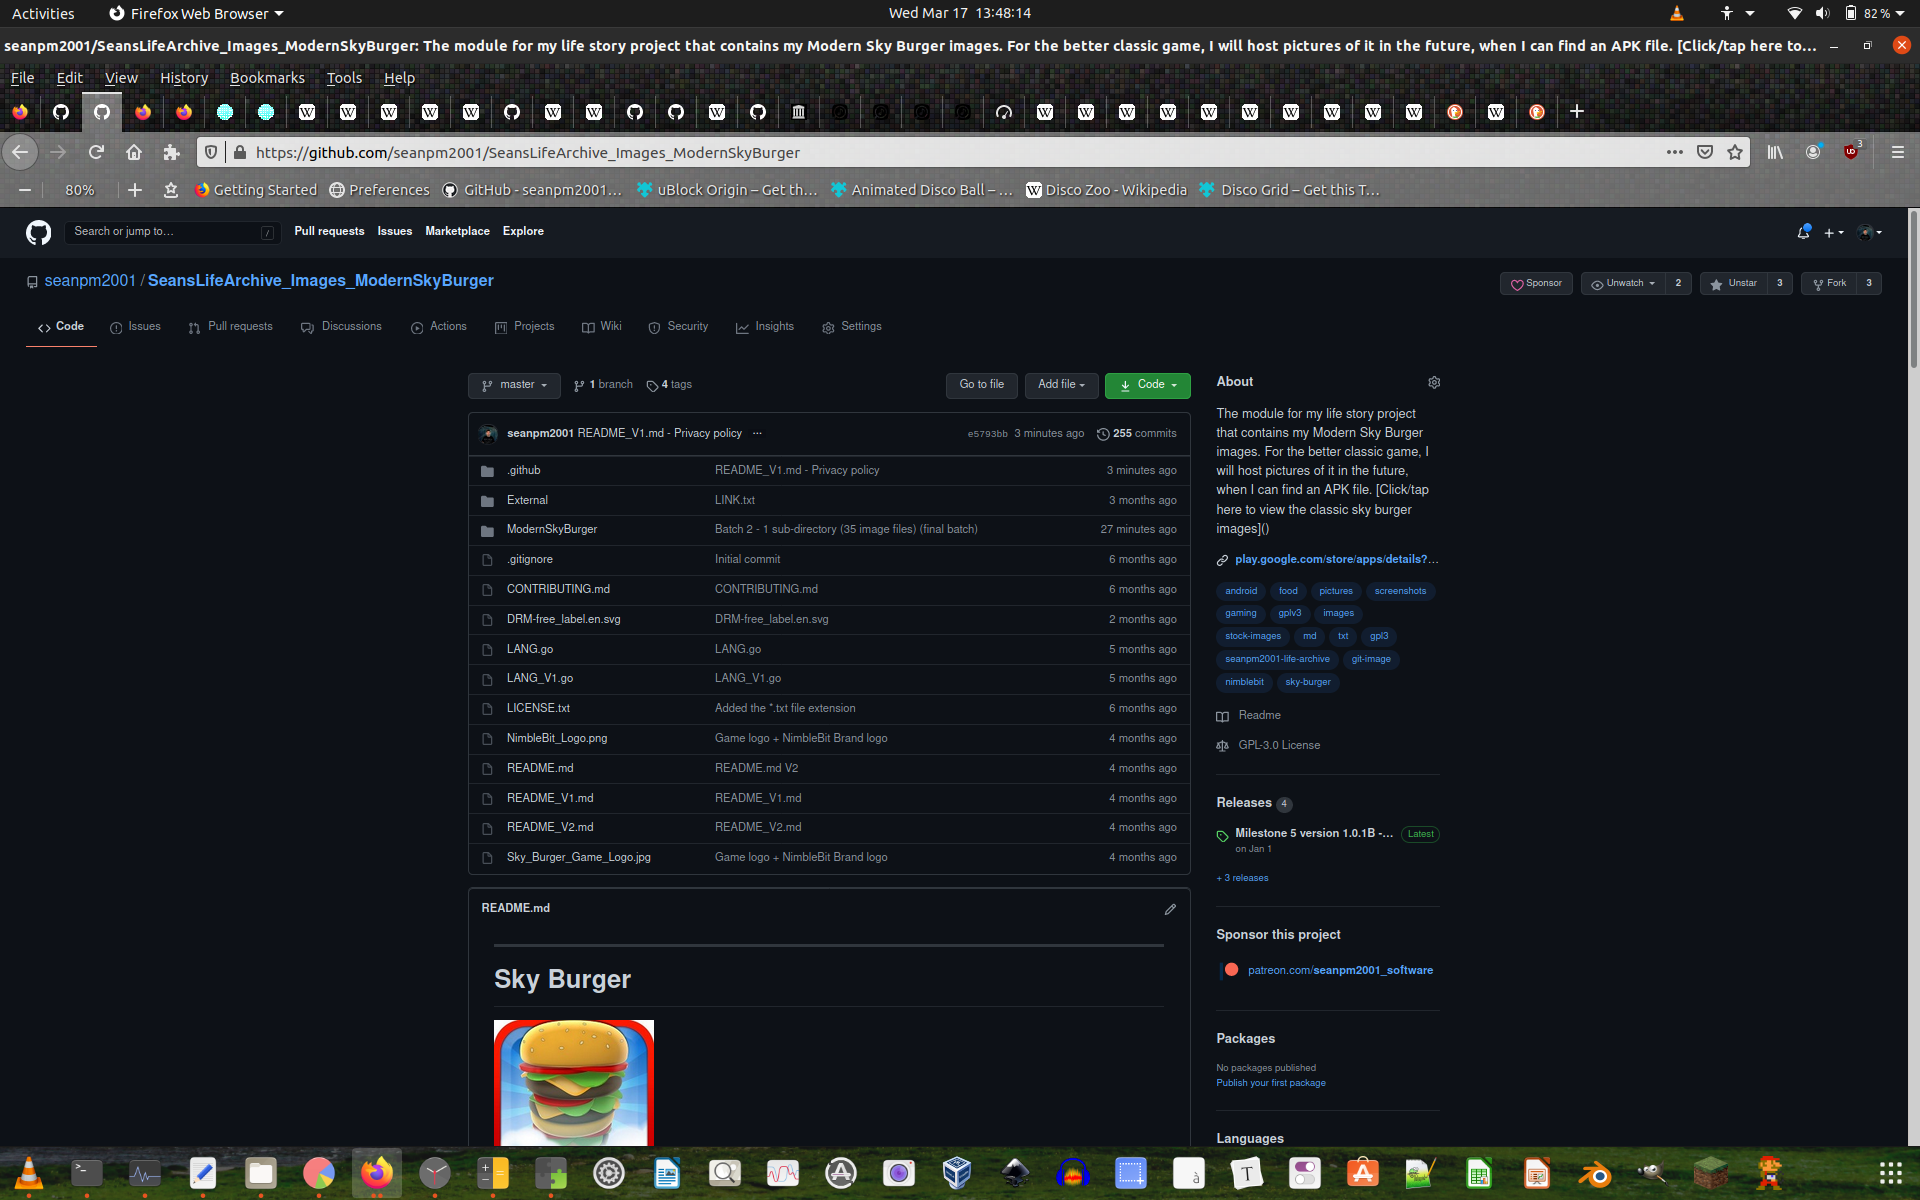 Activities Firefox Web Browser Wed Mar 17 13:48:14 82 %
seanpm2001/SeansLifeArchive_Images_ModernSkyBurger: The module for my life story project that contains my Modern Sky Burger images. For the better classic game, I will host pictures of it in the future, when I can find an APK file. [Click/tap here to...
File Edit View History Bookmarks Tools Help
https://github.com/seanpm2001/SeansLifeArchive_Images_ModernSkyBurger 3
80% Getting Started Preferences GitHub - seanpm2001... uBlock Origin – Get th... Animated Disco Ball – ... Disco Zoo - Wikipedia Disco Grid – Get this T...
Search or jump to... / Pull requests Issues Marketplace Explore
seanpm2001 / SeansLifeArchive_Images_ModernSkyBurger Sponsor Unwatch 2 Unstar 3 Fork 3
Code Issues Pull requests Discussions Actions Projects Wiki Security Insights Settings
master 1 branch 4 tags Go to file Add file Code
seanpm2001 README_V1.md - Privacy policy ... e5793bb 3 minutes ago 255 commits
.github README_V1.md - Privacy policy 3 minutes ago
External LINK.txt 3 months ago
ModernSkyBurger Batch 2 - 1 sub-directory (35 image files) (final batch) 27 minutes ago
.gitignore Initial commit 6 months ago
CONTRIBUTING.md CONTRIBUTING.md 6 months ago
DRM-free_label.en.svg DRM-free_label.en.svg 2 months ago
LANG.go LANG.go 5 months ago
LANG_V1.go LANG_V1.go 5 months ago
LICENSE.txt Added the *.txt file extension 6 months ago
NimbleBit_Logo.png Game logo + NimbleBit Brand logo 4 months ago
README.md README.md V2 4 months ago
README_V1.md README_V1.md 4 months ago
README_V2.md README_V2.md 4 months ago
Sky_Burger_Game_Logo.jpg Game logo + NimbleBit Brand logo 4 months ago
README.md
Sky Burger
About
The module for my life story project
that contains my Modern Sky Burger
images. For the better classic game, I
will host pictures of it in the future,
when I can find an APK file. [Click/tap
here to view the classic sky burger
images]()
play.google.com/store/apps/details?...
android food pictures screenshots
gaming gplv3 images
stock-images md txt gpl3
seanpm2001-life-archive git-image
nimblebit sky-burger
Readme
GPL-3.0 License
Releases 4
Milestone 5 version 1.0.1B -... Latest
on Jan 1
+ 3 releases
Sponsor this project
patreon.com/seanpm2001_software
Packages
No packages published
Publish your first package
Languages